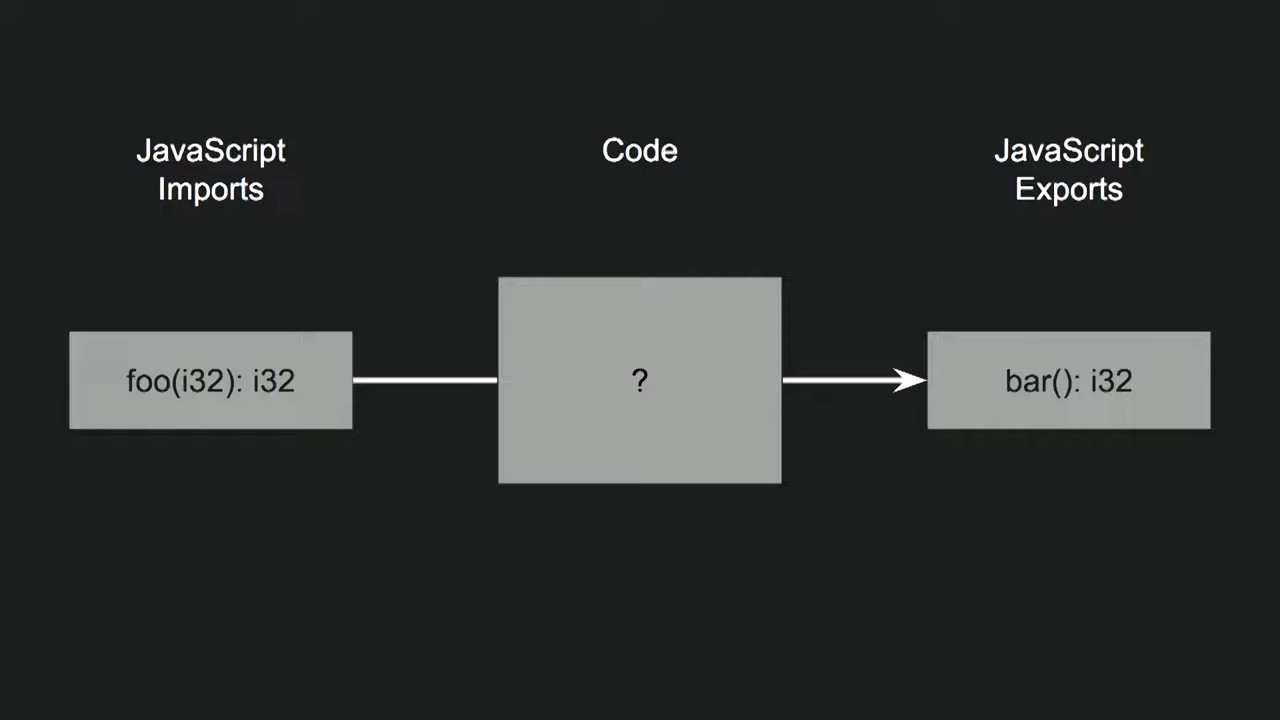 JavaScript
Imports
Code
JavaScript
Exports
foo(i32): i32
?
bar(): i32